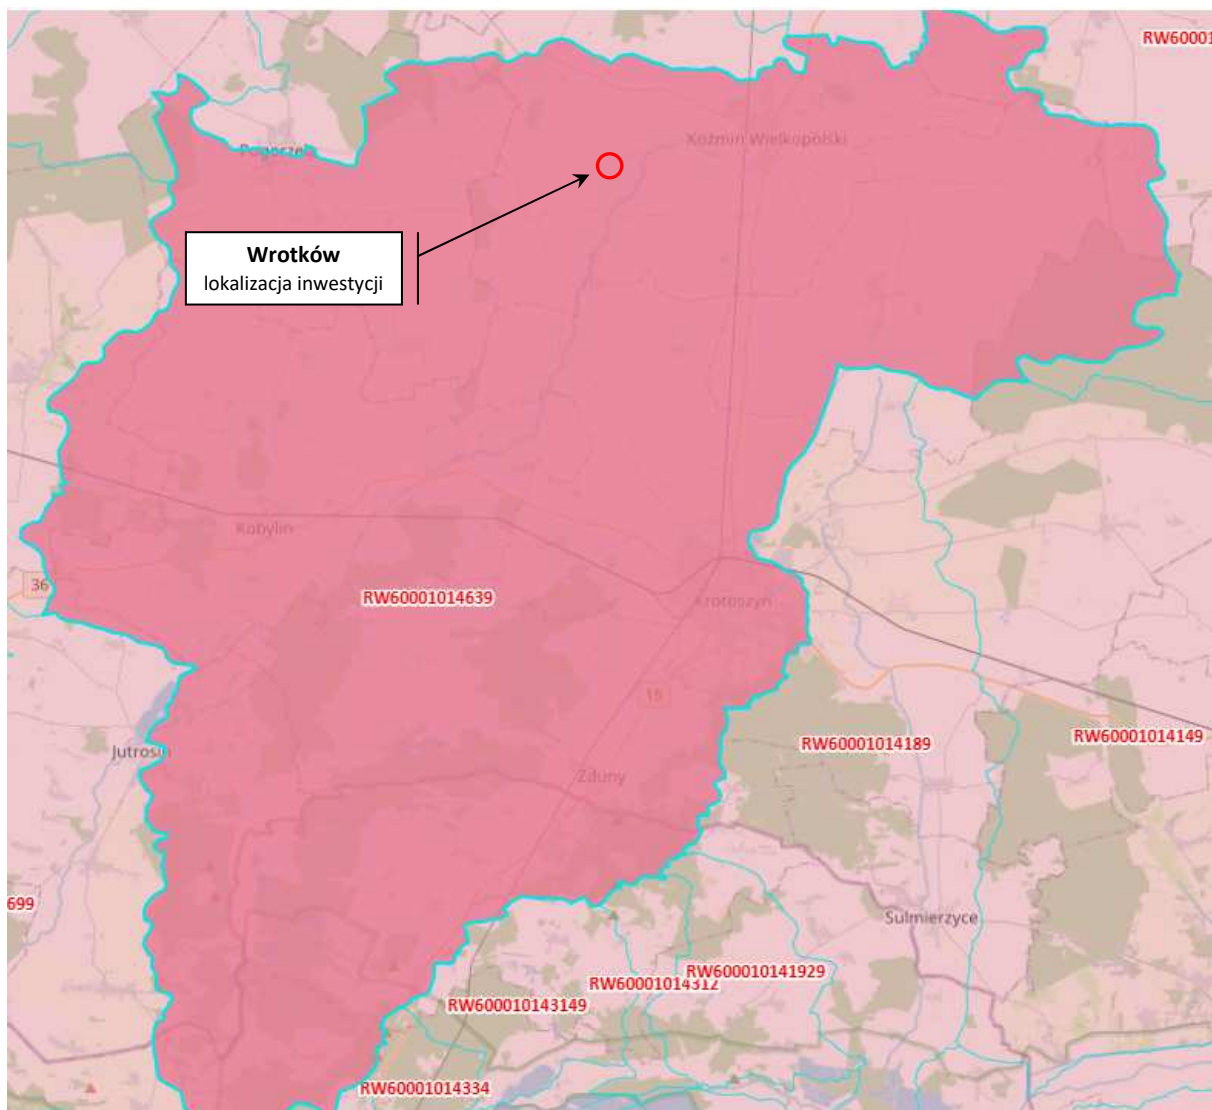 RW60001
Koźmin Wielkopolski
Pogorzela
Wrotków
lokalizacja inwestycji
Kobylin
36
RW60001014639
Krotoszyn
15
RW60001014189
RW60001014149
Jutrosin
Zduny
699
Sulmierzyce
RW600010141929
RW60001014312
RW600010143149
RW60001014334